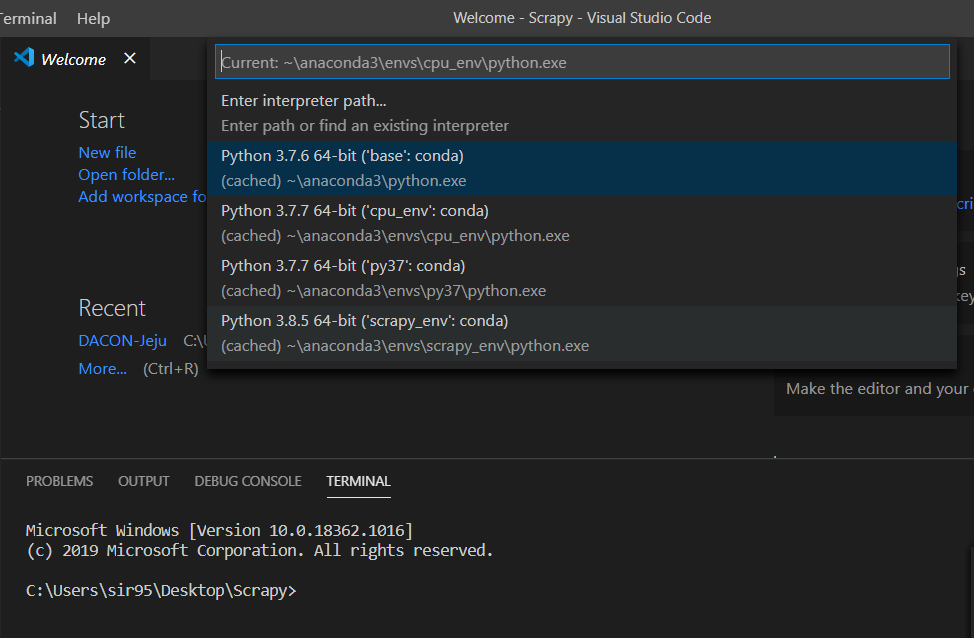 Terminal Help Welcome - Scrapy - Visual Studio Code
Welcome
Current: ~\anaconda3\envs\cpu_env\python.exe
Enter interpreter path...
Enter path or find an existing interpreter
Python 3.7.6 64-bit ('base': conda)
(cached) ~\anaconda3\python.exe
Python 3.7.7 64-bit ('cpu_env': conda)
(cached) ~\anaconda3\envs\cpu_env\python.exe
Python 3.7.7 64-bit ('py37': conda)
(cached) ~\anaconda3\envs\py37\python.exe
Python 3.8.5 64-bit ('scrapy_env': conda)
(cached) ~\anaconda3\envs\scrapy_env\python.exe
Start
New file
Open folder...
Add workspace fo
Recent
DACON-Jeju C:\U
More... (Ctrl+R)
Make the editor and your
PROBLEMS OUTPUT DEBUG CONSOLE TERMINAL
Microsoft Windows [Version 10.0.18362.1016]
(c) 2019 Microsoft Corporation. All rights reserved.
C:\Users\sir95\Desktop\Scrapy>